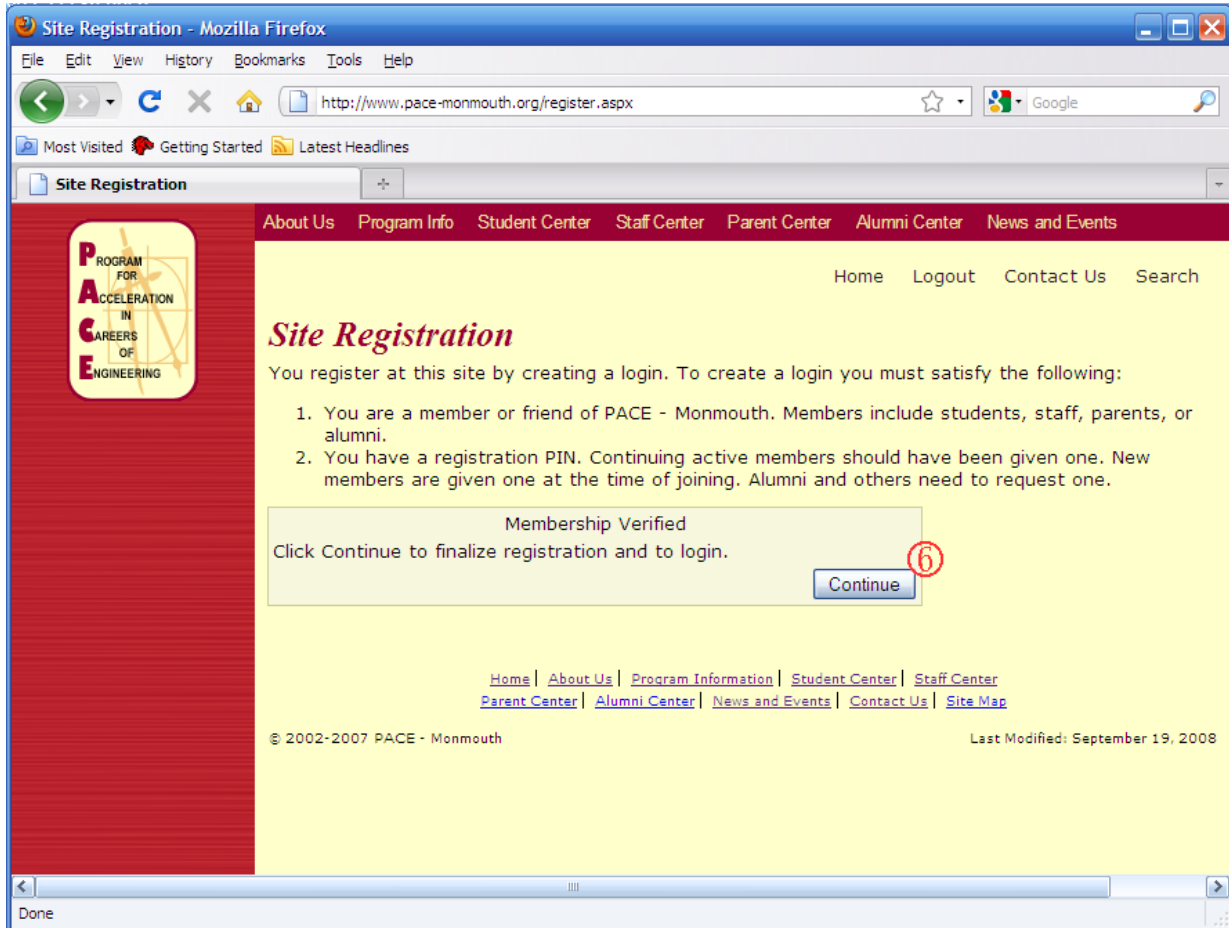 Site Registration - Mozilla Firefox
File Edit View History Bookmarks Tools Help
http://www.pace-monmouth.org/register.aspx
Google
Most Visited Getting Started Latest Headlines
Site Registration
About Us Program Info Student Center Staff Center Parent Center Alumni Center News and Events
PROGRAM
FOR
ACCELERATION
IN
CAREERS
OF
ENGINEERING
Home Logout Contact Us Search
Site Registration
You register at this site by creating a login. To create a login you must satisfy the following:
1. You are a member or friend of PACE - Monmouth. Members include students, staff, parents, or
alumni.
2. You have a registration PIN. Continuing active members should have been given one. New
members are given one at the time of joining. Alumni and others need to request one.
Membership Verified
Click Continue to finalize registration and to login.
⑥
Continue
Home | About Us | Program Information | Student Center | Staff Center
Parent Center | Alumni Center | News and Events | Contact Us | Site Map
© 2002-2007 PACE - Monmouth Last Modified: September 19, 2008
Done